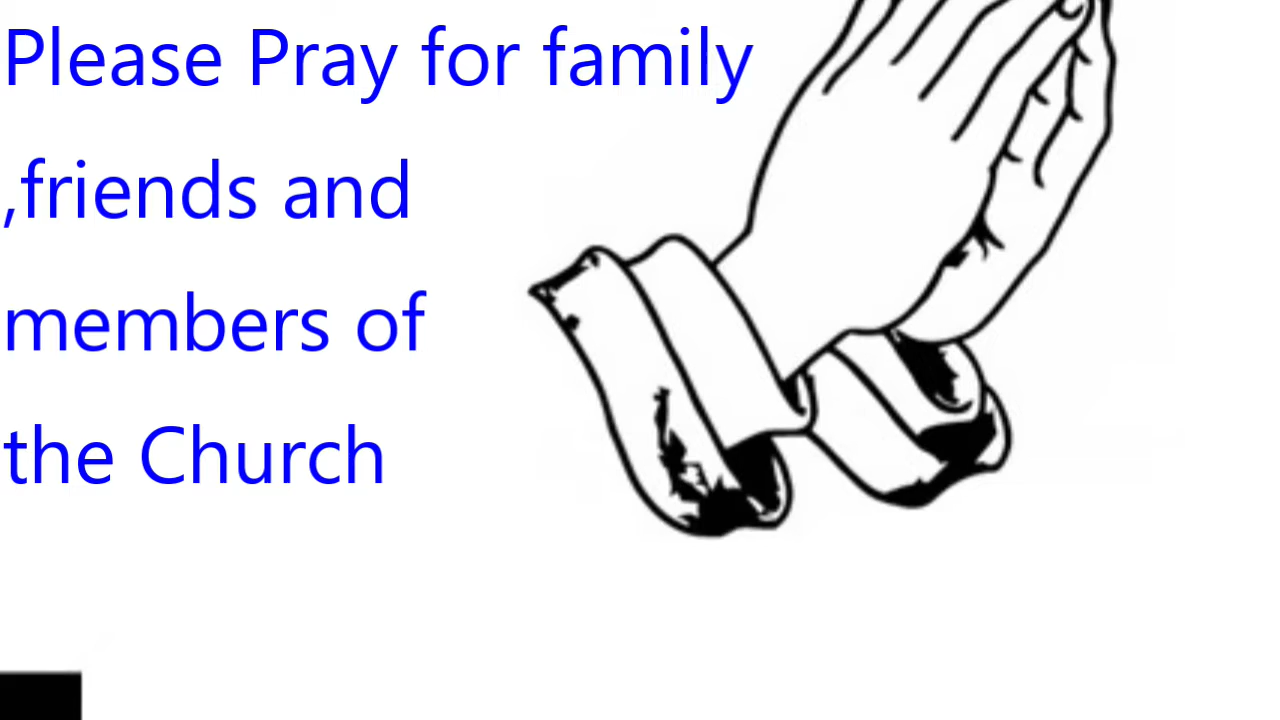 Please Pray for family
,friends and
members of
the Church